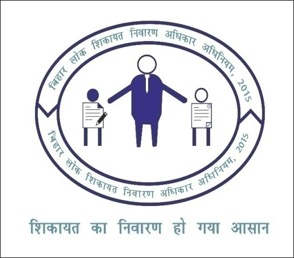 बिहार लोक शिकायत निवारण अधिकार अधिनियम, 2015
बिहार लोक शिकायत निवारण अधिकार अधिनियम, 2015
शिकायत का निवारण हो गया आसान